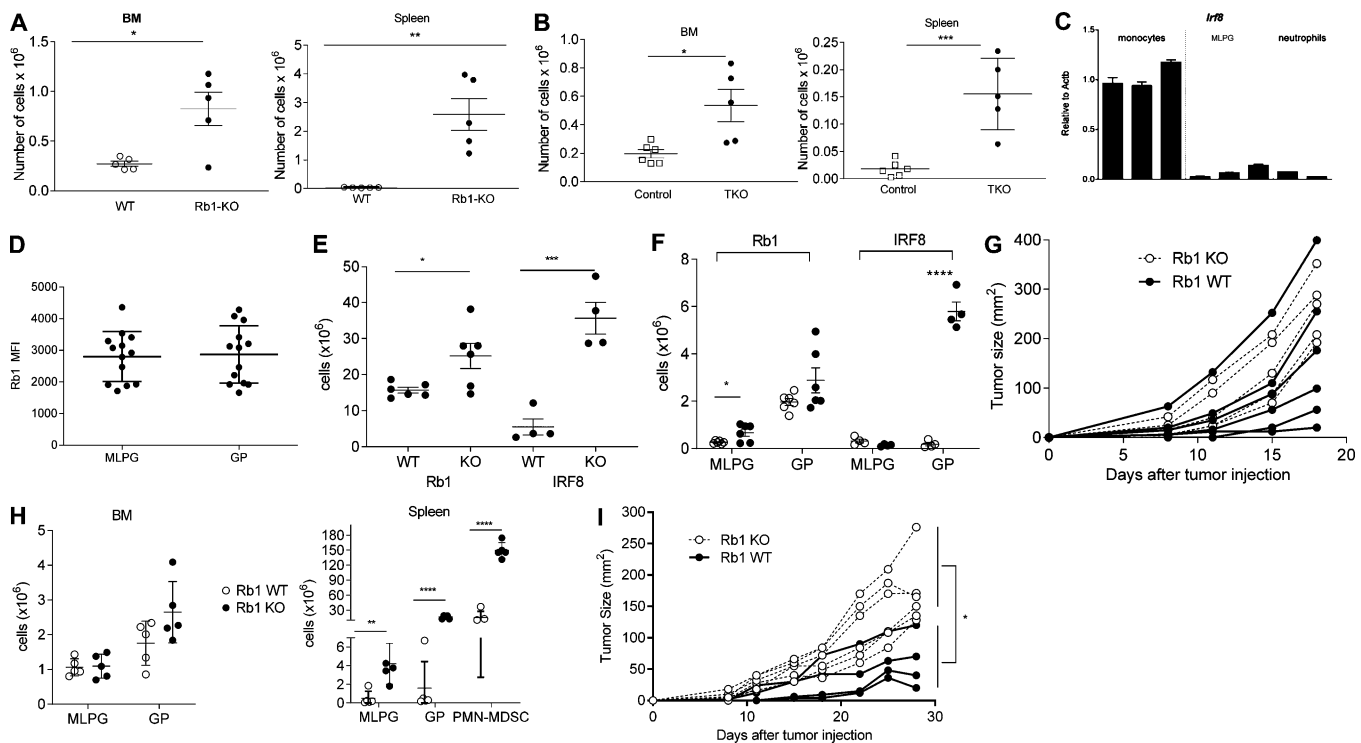 A
BM
*
Number of cells x 10⁶
1.5
1.0
0.5
0.0
WT
Rb1-KO
Spleen
**
Number of cells x 10⁶
5
4
3
2
1
0
WT
Rb1-KO
B
BM
*
Number of cells x 10⁶
1.0
0.8
0.6
0.4
0.2
0.0
Control
TKO
Spleen
***
Number of cells x 10⁶
0.25
0.20
0.15
0.10
0.05
0.00
Control
TKO
C
Irf8
monocytes
MLPG
neutrophils
Relative to Actb
1.5
1.0
0.5
0.0
D
Rb1 MFI
5000
4000
3000
2000
1000
0
MLPG
GP
E
cells (x10⁶)
50
40
30
20
10
0
*
***
WT
KO
WT
KO
Rb1
IRF8
F
Rb1
IRF8
cells (x10⁶)
8
6
4
2
0
*
****
MLPG
GP
MLPG
GP
G
Rb1 KO
Rb1 WT
Tumor size (mm²)
400
300
200
100
0
0
5
10
15
20
Days after tumor injection
H
BM
cells (x10⁶)
5
4
3
2
1
0
MLPG
GP
Rb1 WT
Rb1 KO
Spleen
cells (x10⁶)
180
150
120
90
60
30
6
4
2
0
**
****
****
MLPG
GP
PMN-MDSC
I
Rb1 KO
Rb1 WT
Tumor Size (mm²)
300
250
200
150
100
50
0
0
10
20
30
*
Days after tumor injection